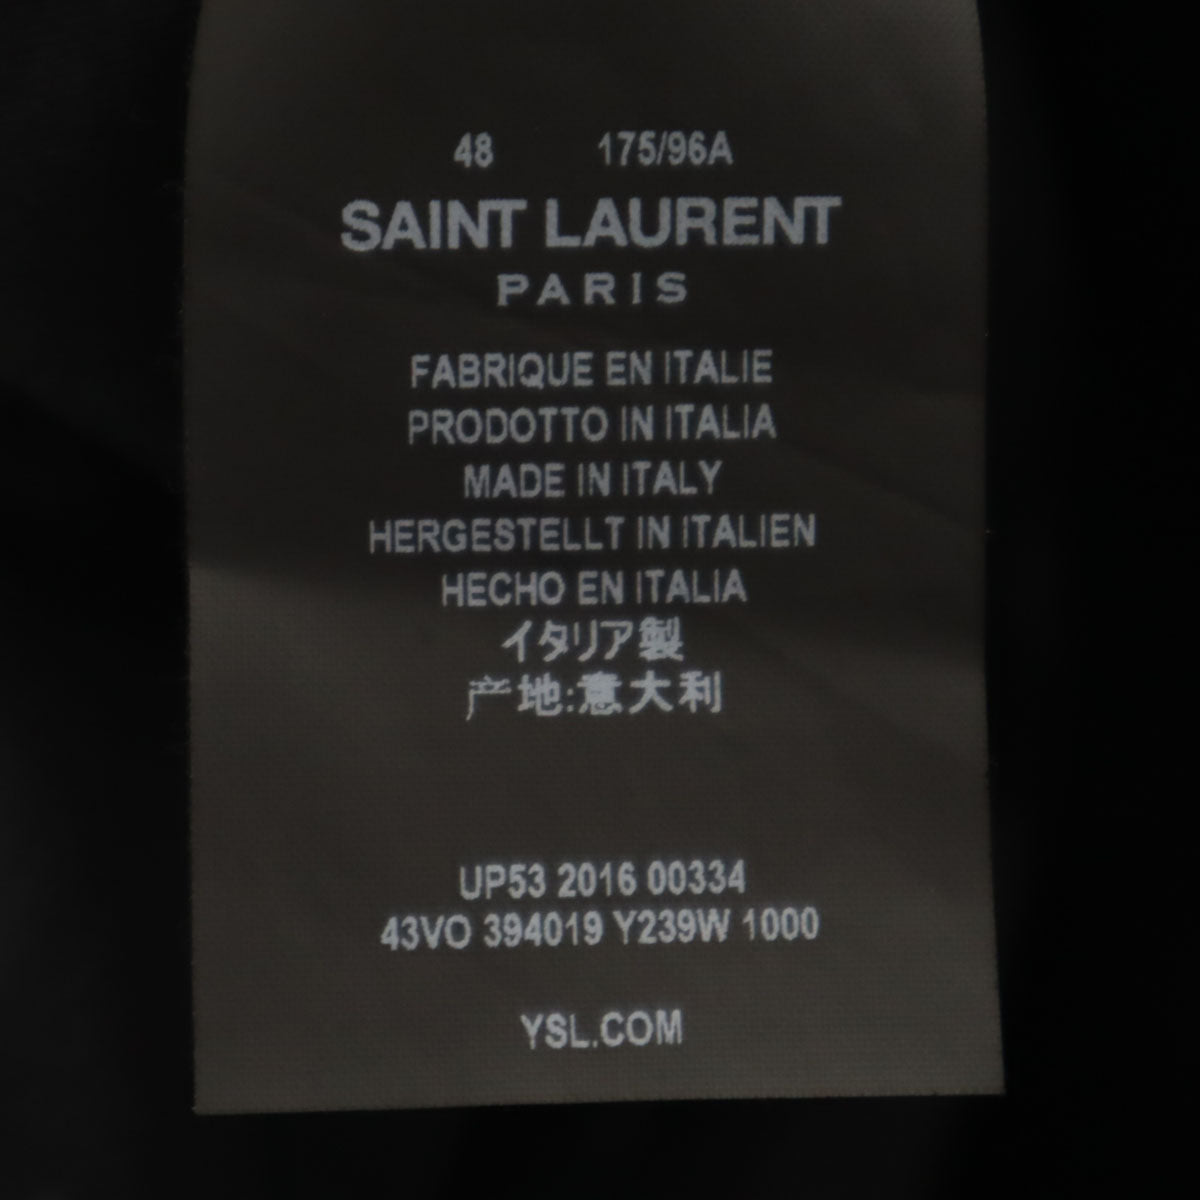 48 175/96A
SAINT LAURENT
PARIS
FABRIQUE EN ITALIE
PRODOTTO IN ITALIA
MADE IN ITALY
HERGESTELLT IN ITALIEN
HECHO EN ITALIA
イタリア製
产地:意大利
UP53 2016 00334
43VO 394019 Y239W 1000
YSL.COM